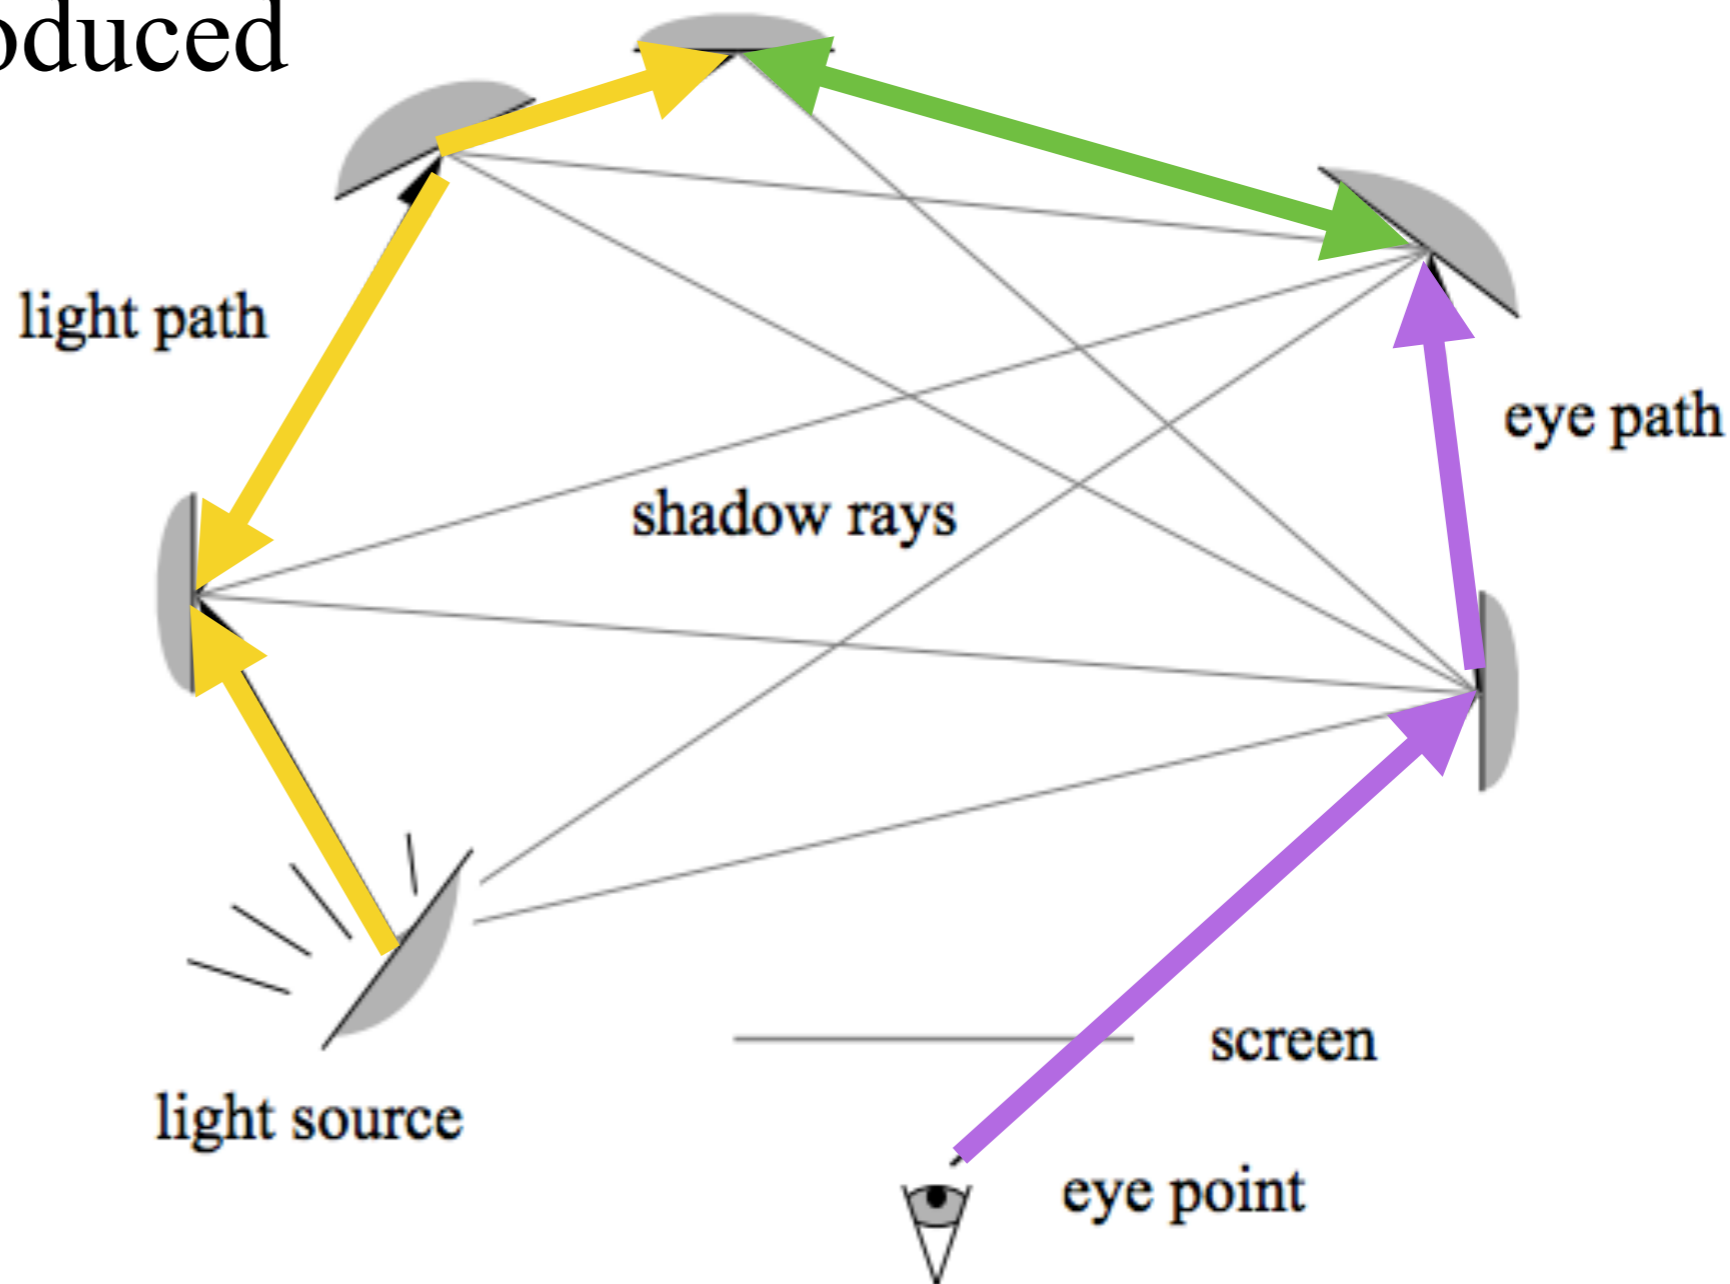 oduced
light path
eye path
shadow rays
screen
light source
eye point